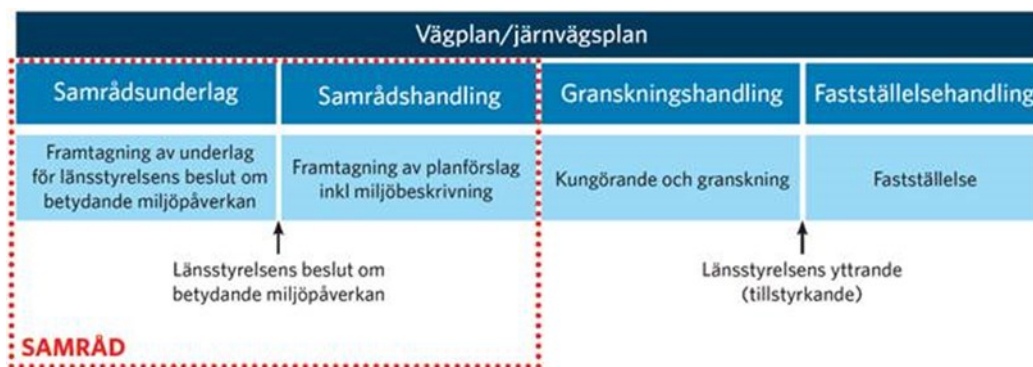 Vägplan/järnvägsplan
Samrådsunderlag
Samrådshandling
Granskningshandling
Fastställelsehandling
Framtagning av underlag
för länsstyrelsens beslut om
betydande miljöpåverkan
Framtagning av planförslag
inkl miljöbeskrivning
Kungörande och granskning
Fastställelse
Länsstyrelsens beslut om
betydande miljöpåverkan
Länsstyrelsens yttrande
(tillstyrkande)
SAMRÅD